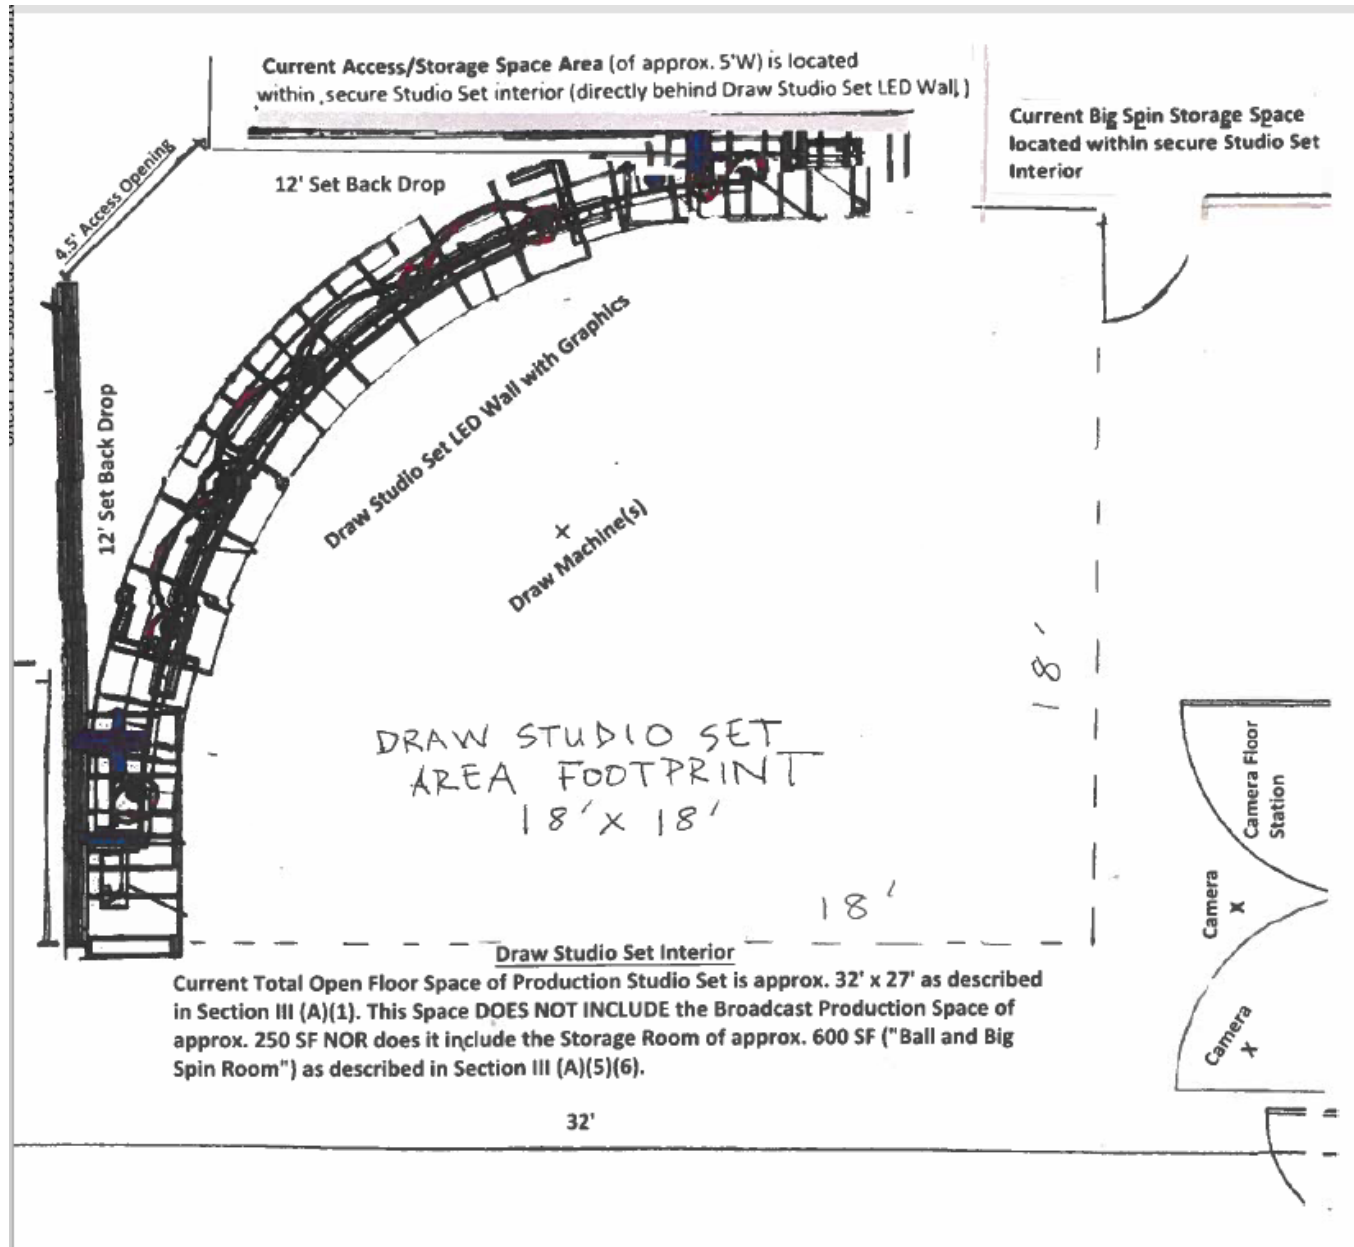 Current Access/Storage Space Area (of approx. 5'W) is located
within secure Studio Set interior (directly behind Draw Studio Set LED Wall )
Current Big Spin Storage Space
located within secure Studio Set
Interior
4.5' Access Opening
12' Set Back Drop
12' Set Back Drop
Draw Studio Set LED Wall with Graphics
x
Draw Machine(s)
18'
DRAW STUDIO SET
AREA FOOTPRINT
18' x 18'
18'
Camera Floor
Station
Camera
x
Camera
x
Draw Studio Set Interior
Current Total Open Floor Space of Production Studio Set is approx. 32' x 27' as described
in Section III (A)(1). This Space DOES NOT INCLUDE the Broadcast Production Space of
approx. 250 SF NOR does it include the Storage Room of approx. 600 SF ("Ball and Big
Spin Room") as described in Section III (A)(5)(6).
32'